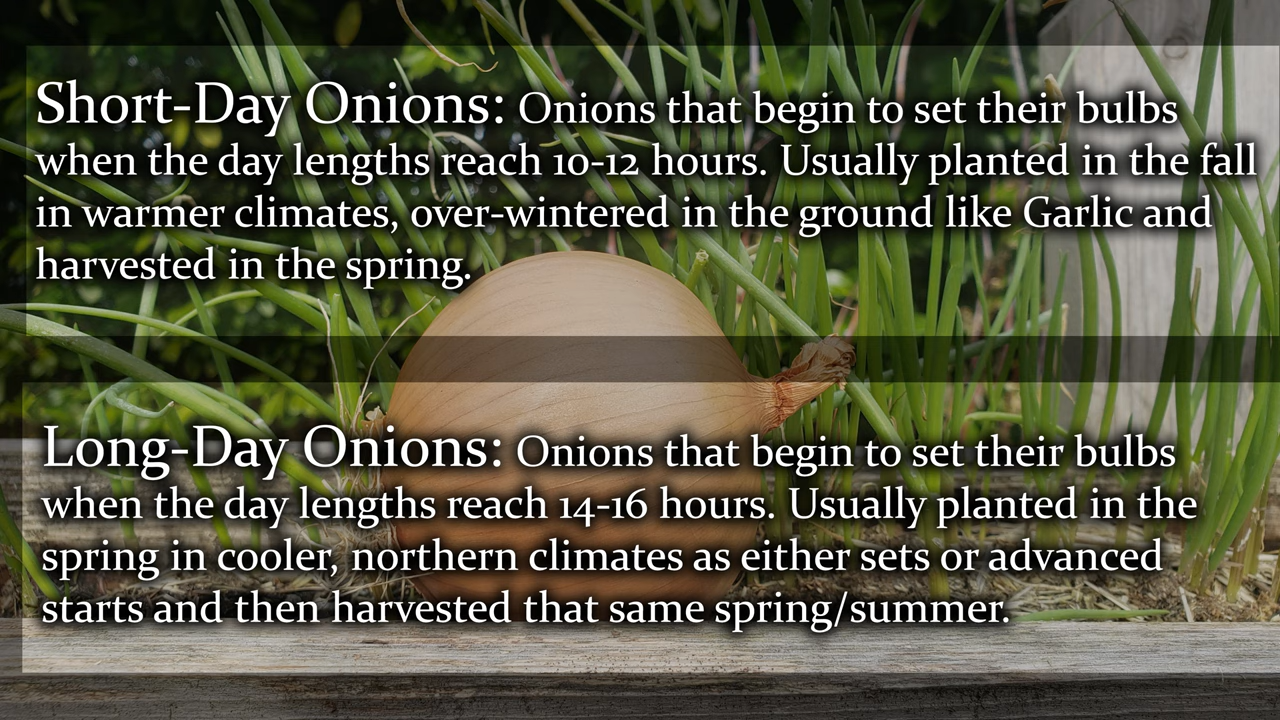 Short-Day Onions: Onions that begin to set their bulbs
when the day lengths reach 10-12 hours. Usually planted in the fall
in warmer climates, over-wintered in the ground like Garlic and
harvested in the spring.
Long-Day Onions: Onions that begin to set their bulbs
when the day lengths reach 14-16 hours. Usually planted in the
spring in cooler, northern climates as either sets or advanced
starts and then harvested that same spring/summer.